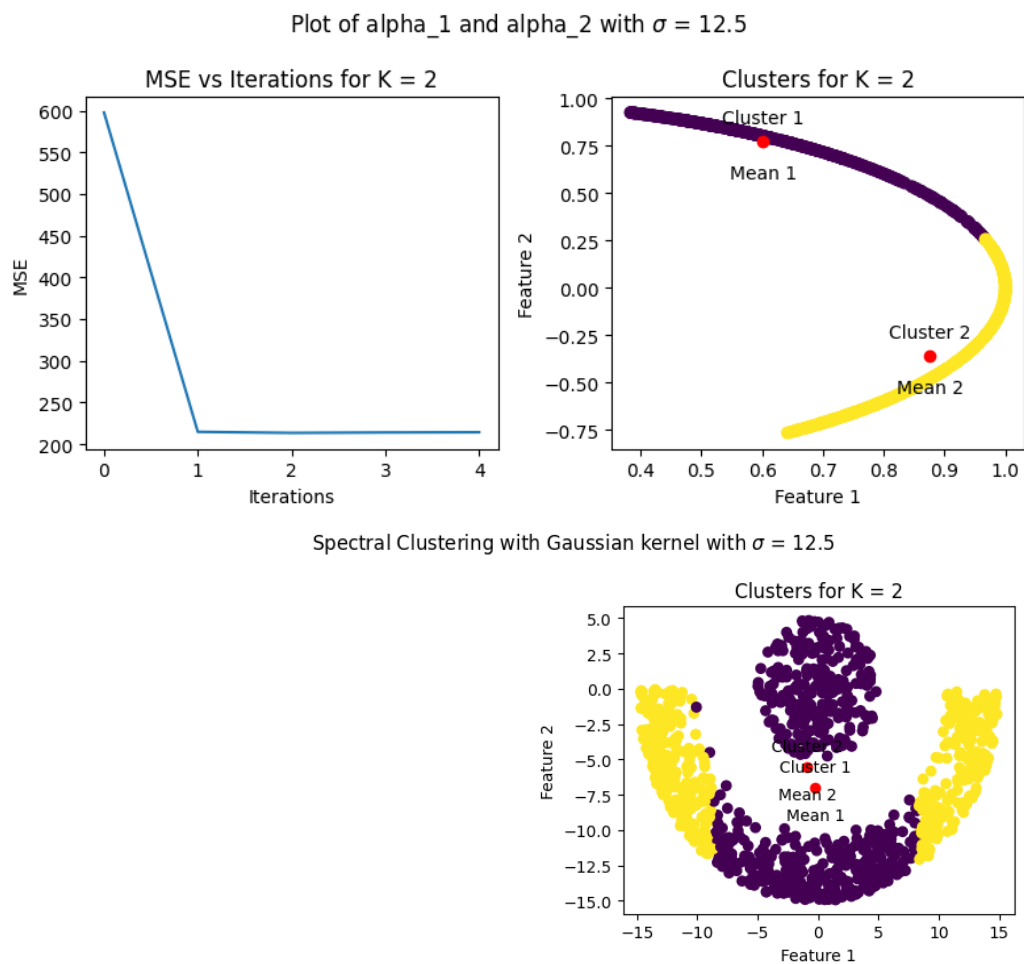 Plot of alpha_1 and alpha_2 with σ = 12.5
MSE vs Iterations for K = 2
600
550
500
450
400
350
300
250
200
MSE
0 1 2 3 4
Iterations
Clusters for K = 2
1.00
0.75
0.50
0.25
0.00
−0.25
−0.50
−0.75
Feature 2
Cluster 1
Mean 1
Cluster 2
Mean 2
0.4 0.5 0.6 0.7 0.8 0.9 1.0
Feature 1
Spectral Clustering with Gaussian kernel with σ = 12.5
Clusters for K = 2
5.0
2.5
0.0
−2.5
−5.0
−7.5
−10.0
−12.5
−15.0
Feature 2
Cluster 2
Cluster 1
Mean 2
Mean 1
−15 −10 −5 0 5 10 15
Feature 1